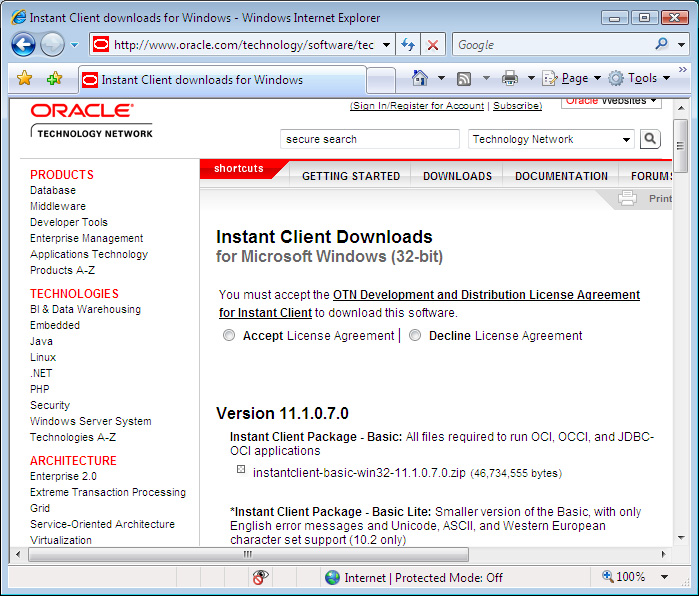 Instant Client downloads for Windows - Windows Internet Explorer
http://www.oracle.com/technology/software/tec
Google
Instant Client downloads for Windows
Page
Tools
ORACLE
TECHNOLOGY NETWORK
(Sign In/Register for Account | Subscribe)
Oracle Websites
secure search
Technology Network
shortcuts
GETTING STARTED
DOWNLOADS
DOCUMENTATION
FORUMS
Print
PRODUCTS
Database
Middleware
Developer Tools
Enterprise Management
Applications Technology
Products A-Z
TECHNOLOGIES
BI & Data Warehousing
Embedded
Java
Linux
.NET
PHP
Security
Windows Server System
Technologies A-Z
ARCHITECTURE
Enterprise 2.0
Extreme Transaction Processing
Grid
Service-Oriented Architecture
Virtualization
Instant Client Downloads
for Microsoft Windows (32-bit)
You must accept the OTN Development and Distribution License Agreement
for Instant Client to download this software.
Accept License Agreement | Decline License Agreement
Version 11.1.0.7.0
Instant Client Package - Basic: All files required to run OCI, OCCI, and JDBC-
OCI applications
instantclient-basic-win32-11.1.0.7.0.zip (46,734,555 bytes)
*Instant Client Package - Basic Lite: Smaller version of the Basic, with only
English error messages and Unicode, ASCII, and Western European
character set support (10.2 only)
Internet | Protected Mode: Off
100%